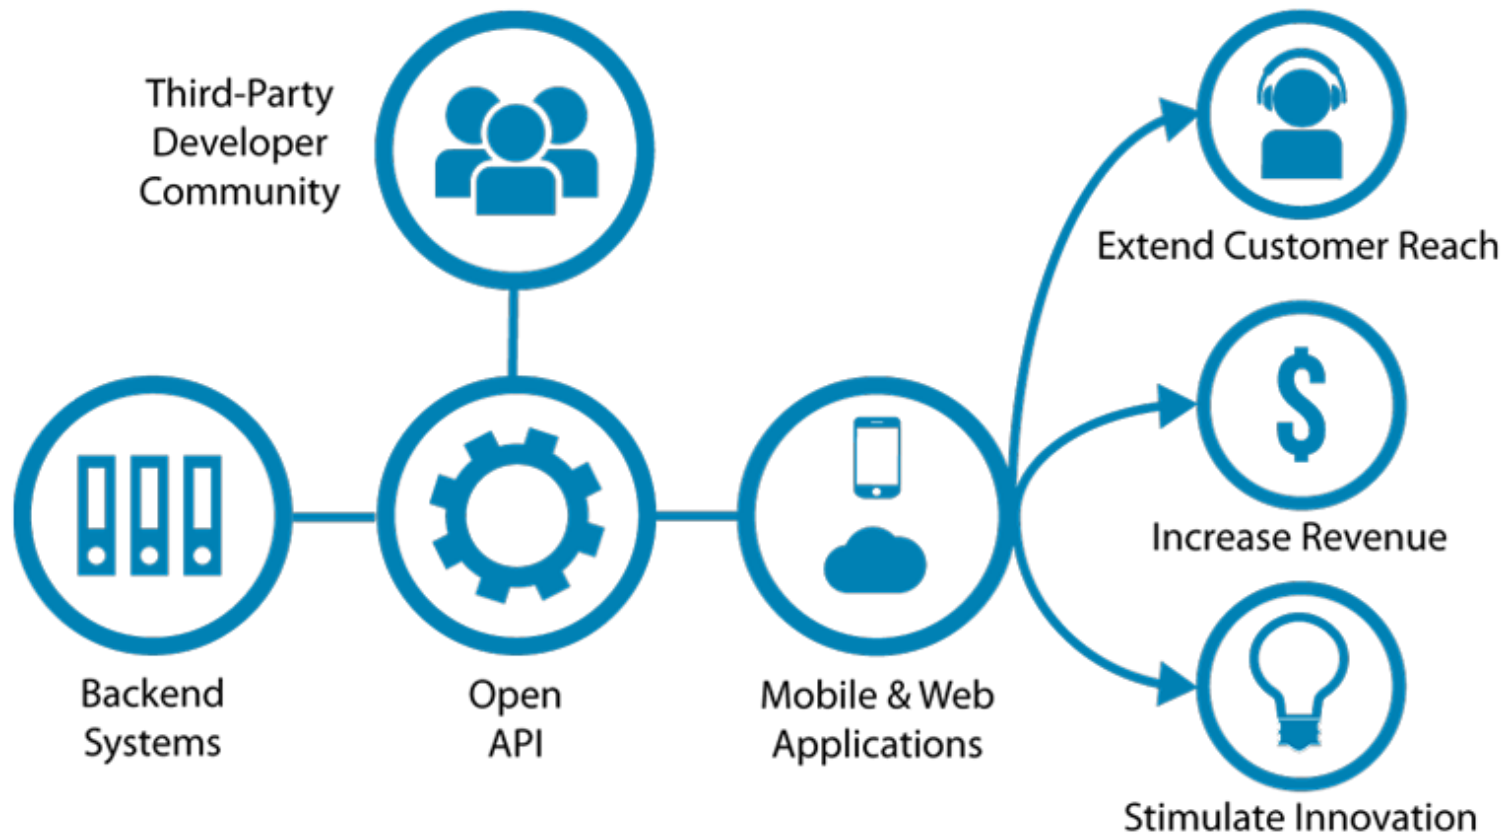 Third-Party
Developer
Community
Extend Customer Reach
Increase Revenue
Backend
Systems
Open
API
Mobile & Web
Applications
Stimulate Innovation